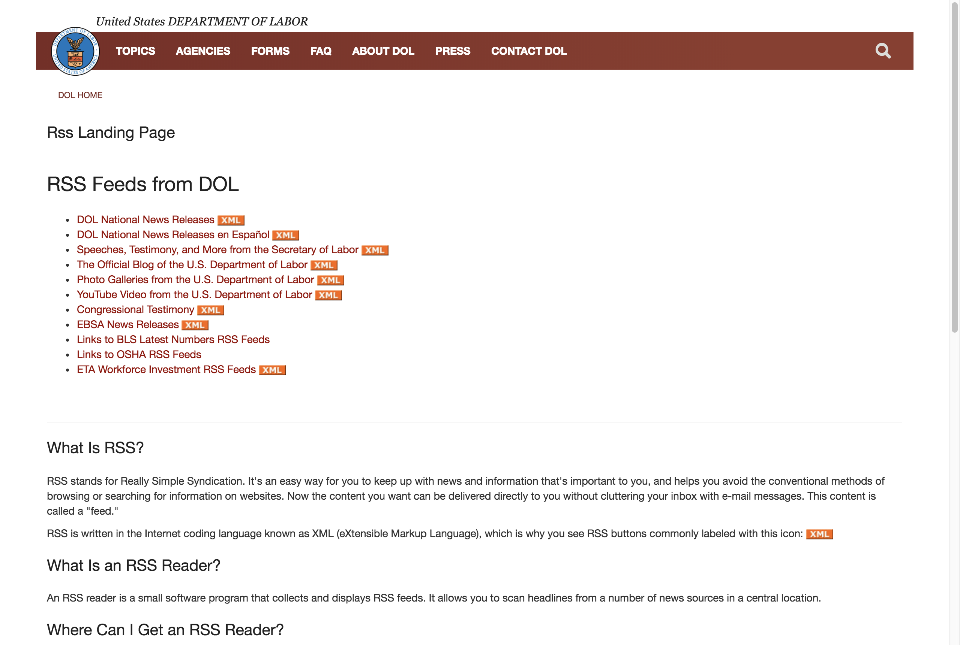 United States DEPARTMENT OF LABOR
TOPICS AGENCIES FORMS FAQ ABOUT DOL PRESS CONTACT DOL
DOL HOME
Rss Landing Page
RSS Feeds from DOL
• DOL National News Releases XML
• DOL National News Releases en Español XML
• Speeches, Testimony, and More from the Secretary of Labor XML
• The Official Blog of the U.S. Department of Labor XML
• Photo Galleries from the U.S. Department of Labor XML
• YouTube Video from the U.S. Department of Labor XML
• Congressional Testimony XML
• EBSA News Releases XML
• Links to BLS Latest Numbers RSS Feeds
• Links to OSHA RSS Feeds
• ETA Workforce Investment RSS Feeds XML
What Is RSS?
RSS stands for Really Simple Syndication. It's an easy way for you to keep up with news and information that's important to you, and helps you avoid the conventional methods of
browsing or searching for information on websites. Now the content you want can be delivered directly to you without cluttering your inbox with e-mail messages. This content is
called a "feed."
RSS is written in the Internet coding language known as XML (eXtensible Markup Language), which is why you see RSS buttons commonly labeled with this icon: XML
What Is an RSS Reader?
An RSS reader is a small software program that collects and displays RSS feeds. It allows you to scan headlines from a number of news sources in a central location.
Where Can I Get an RSS Reader?